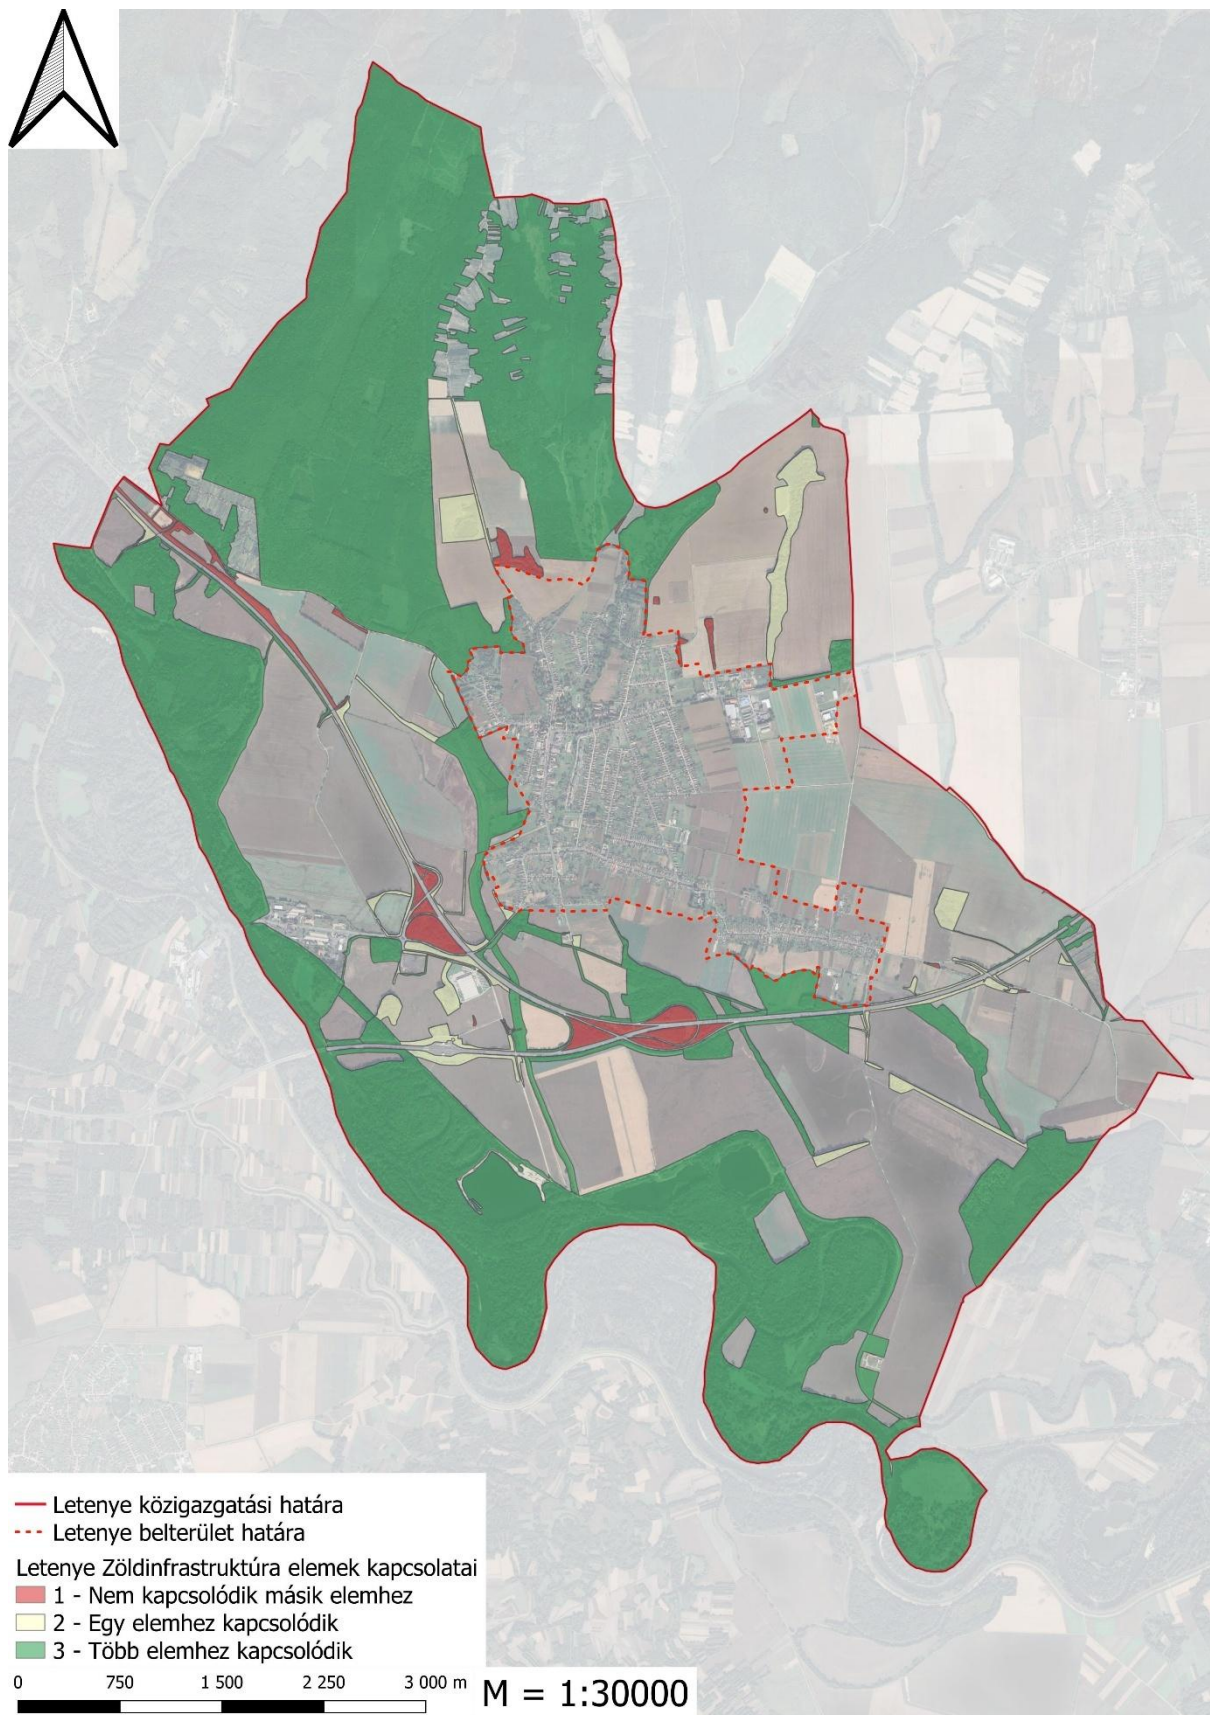 Letenye közigazgatási határa
Letenye belterület határa
Letenye Zöldinfrastruktúra elemek kapcsolatai
1 - Nem kapcsolódik másik elemhez
2 - Egy elemhez kapcsolódik
3 - Több elemhez kapcsolódik
0 750 1 500 2 250 3 000 m
M = 1:30000